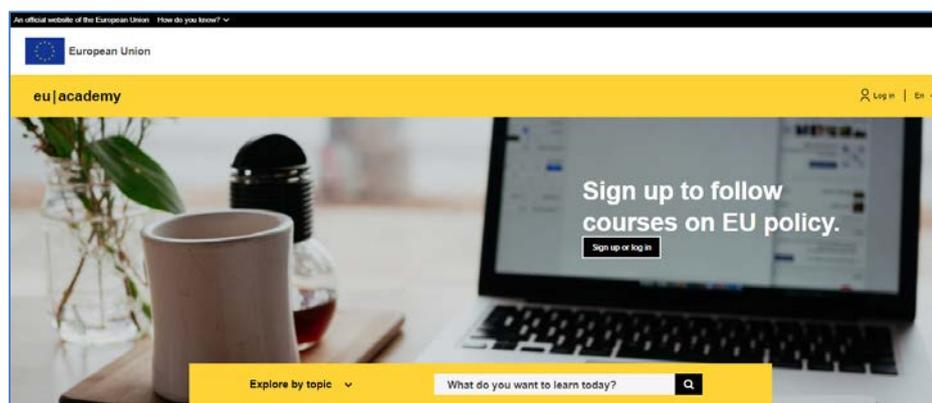 An official website of the European Union How do you know?
European Union
eu|academy
Log in | En
Sign up to follow
courses on EU policy.
Sign up or log in
Explore by topic
What do you want to learn today?